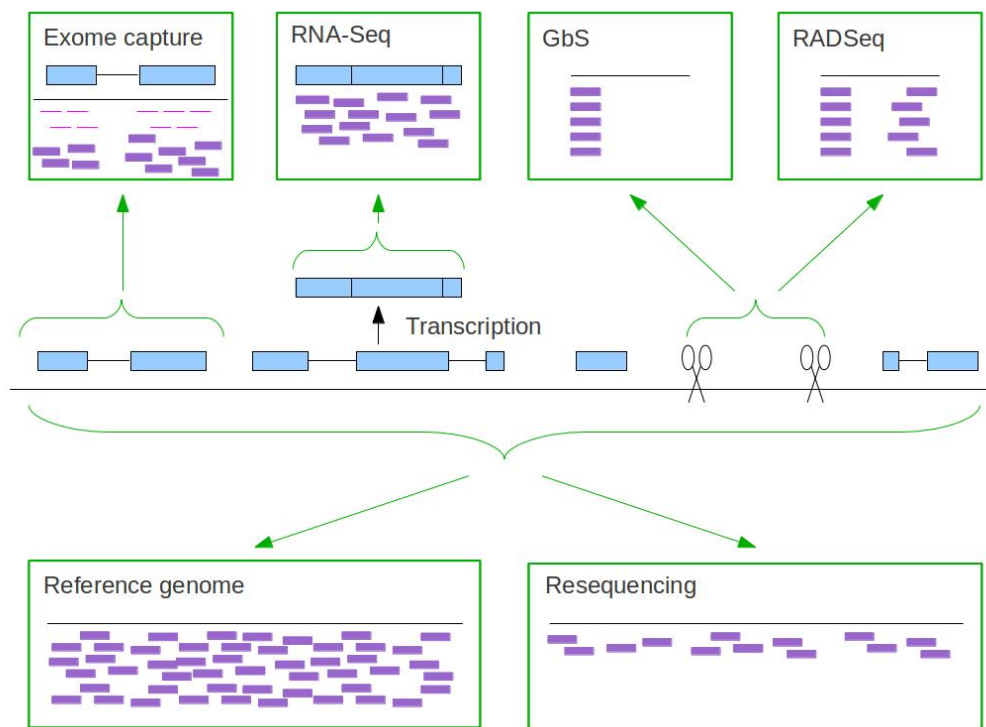 Exome capture
RNA-Seq
GbS
RADSeq
Transcription
Reference genome
Resequencing